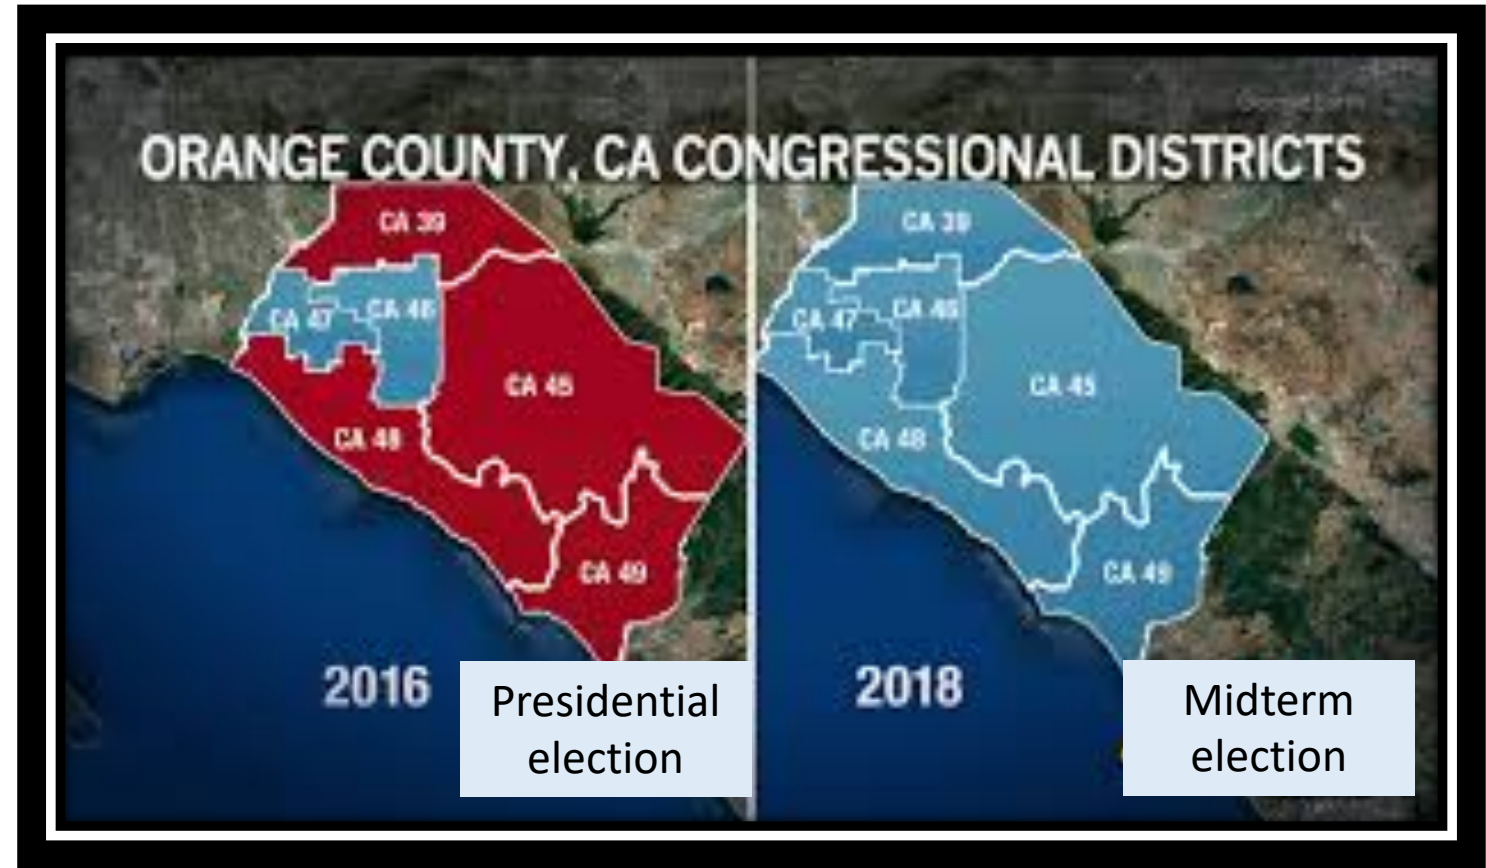 ORANGE COUNTY, CA CONGRESSIONAL DISTRICTS
CA 39
CA 47
CA 46
CA 45
CA 48
CA 49
2016
Presidential
election
CA 39
CA 47
CA 46
CA 45
CA 48
CA 49
2018
Midterm
election